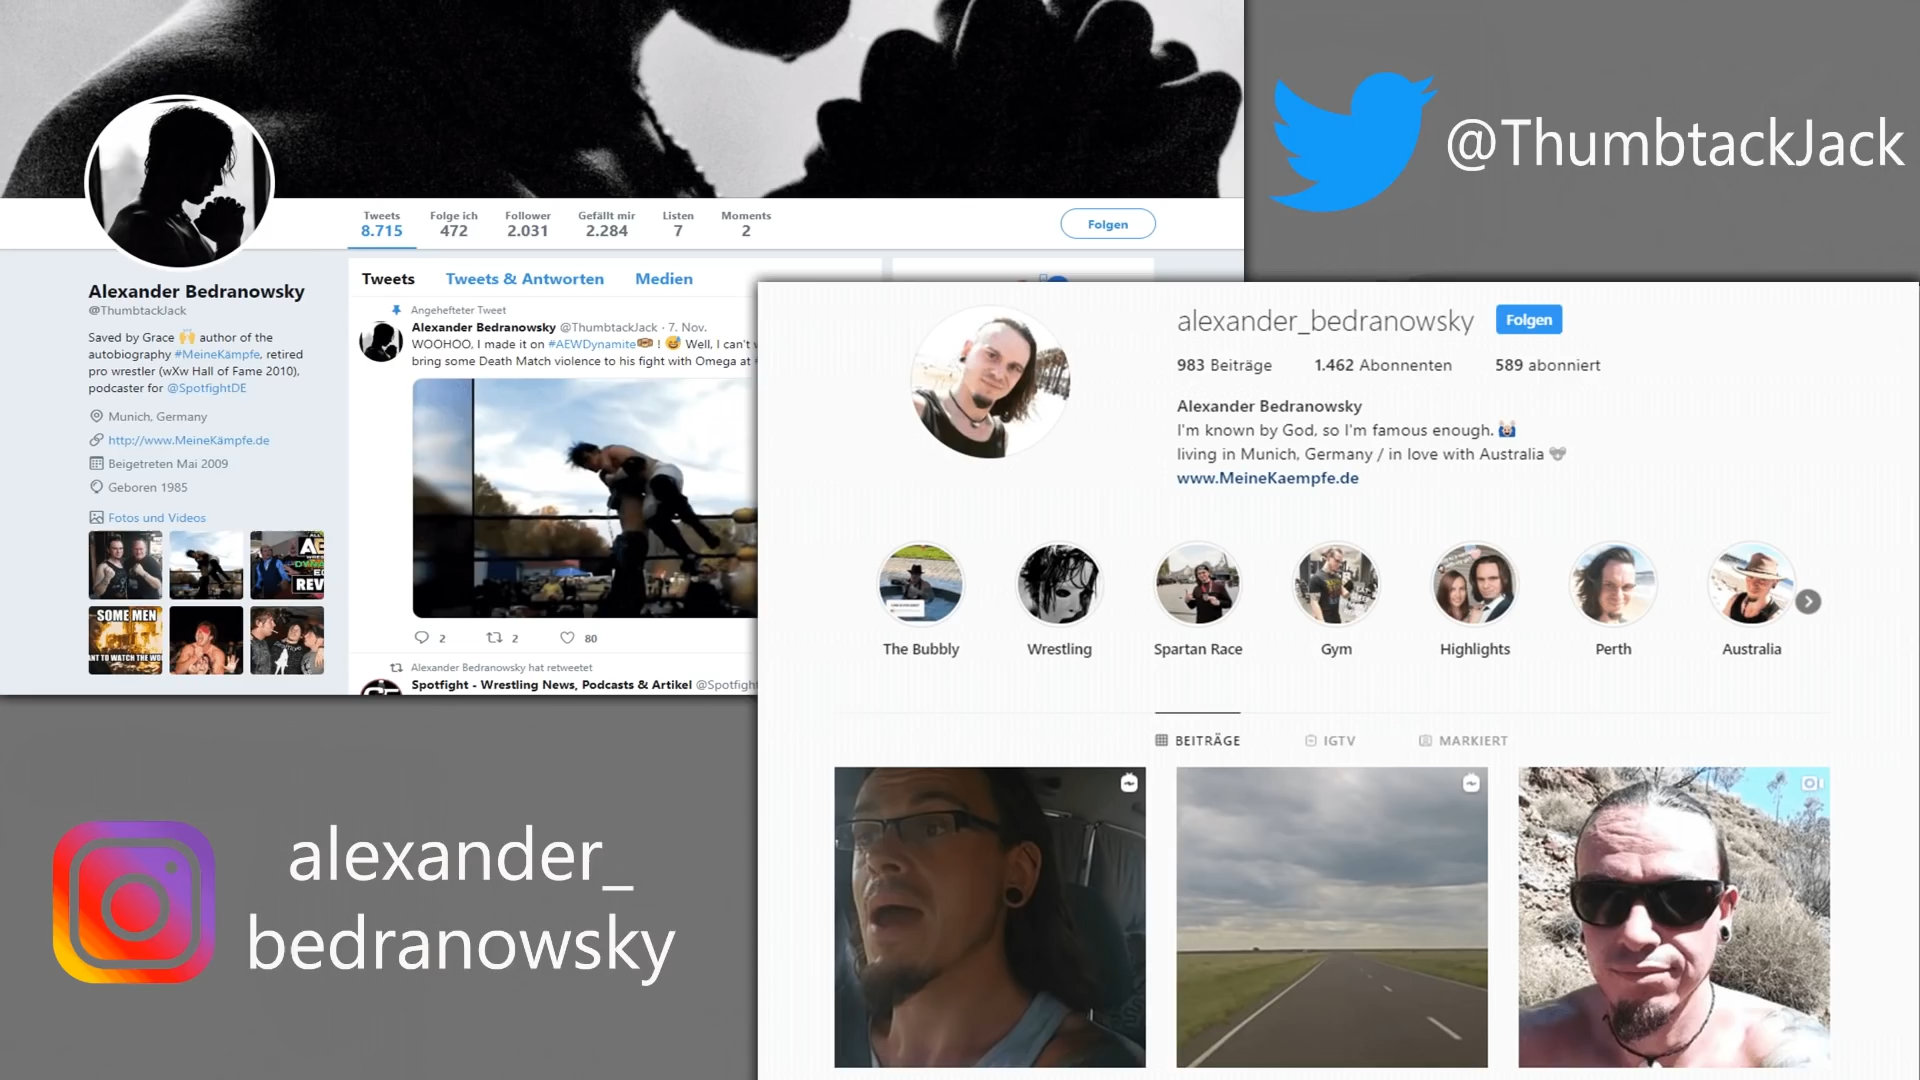 @ThumbtackJack
Tweets
8.715
Folge ich
472
Follower
2.031
Gefällt mir
2.284
Listen
7
Moments
2
Folgen
Alexander Bedranowsky
@ThumbtackJack
Saved by Grace 🙌 author of the
autobiography #MeineKämpfe, retired
pro wrestler (wXw Hall of Fame 2010),
podcaster for @SpotfightDE
Munich, Germany
http://www.MeineKämpfe.de
Beigetreten Mai 2009
Geboren 1985
Fotos und Videos
SOME MEN
Tweets
Tweets & Antworten
Medien
Angehefteter Tweet
Alexander Bedranowsky @ThumbtackJack · 7. Nov.
WOOHOO, I made it on #AEWDynamite ! 😅 Well, I can't
bring some Death Match violence to his fight with Omega at
2
2
80
Alexander Bedranowsky hat retweetet
Spotfight - Wrestling News, Podcasts & Artikel @Spotfigh
alexander_bedranowsky
Folgen
983 Beiträge
1.462 Abonnenten
589 abonniert
Alexander Bedranowsky
I'm known by God, so I'm famous enough. 🙌
living in Munich, Germany / in love with Australia 🐨
www.MeineKaempfe.de
The Bubbly
Wrestling
Spartan Race
Gym
Highlights
Perth
Australia
BEITRÄGE
IGTV
MARKIERT
alexander_
bedranowsky